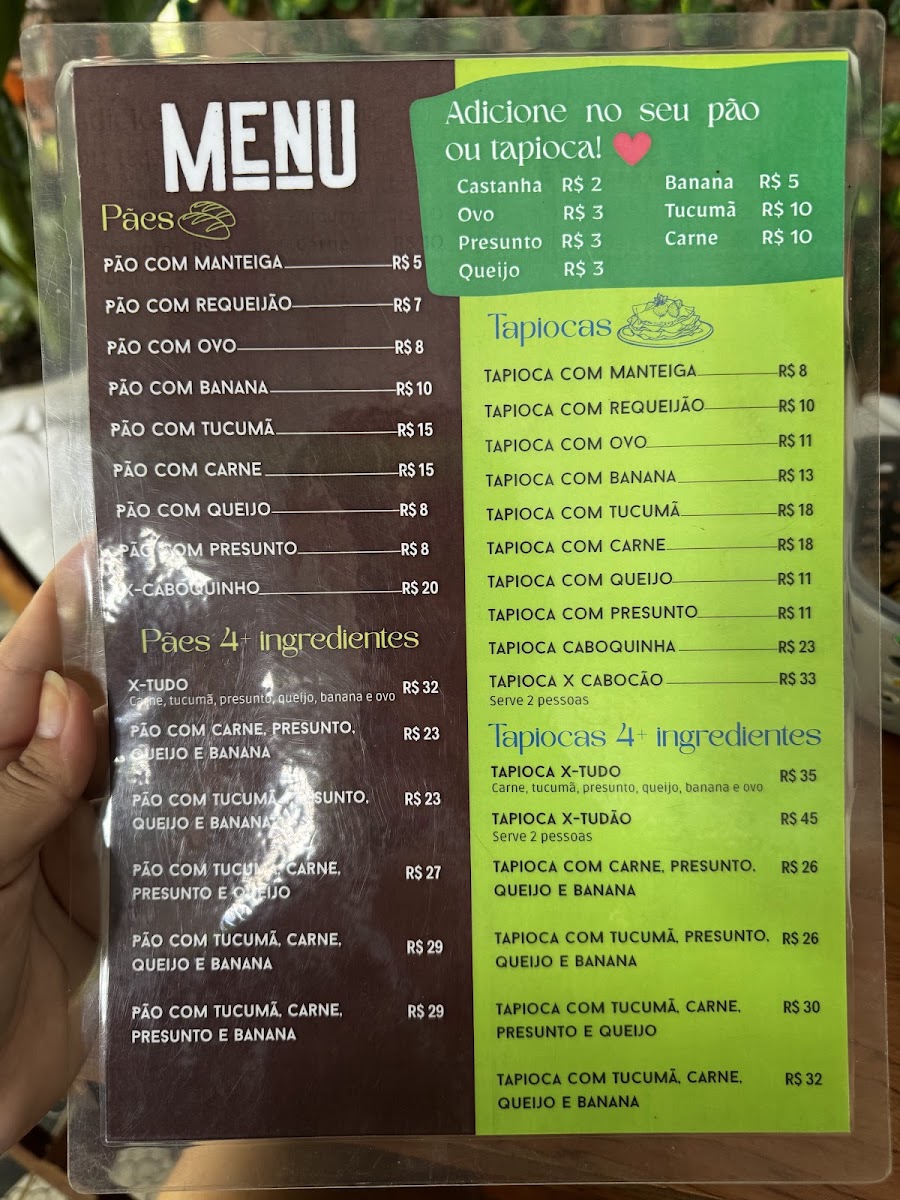 MENU
Pães
PÃO COM MANTEIGA R$ 5
PÃO COM REQUEIJÃO R$ 7
PÃO COM OVO R$ 8
PÃO COM BANANA R$ 10
PÃO COM TUCUMÃ R$ 15
PÃO COM CARNE R$ 15
PÃO COM QUEIJO R$ 8
PÃO COM PRESUNTO R$ 8
X-CABOQUINHO R$ 20
Pães 4+ ingredientes
X-TUDO R$ 32
Carne, tucumã, presunto, queijo, banana e ovo
PÃO COM CARNE, PRESUNTO, R$ 23
QUEIJO E BANANA
PÃO COM TUCUMÃ, PRESUNTO, R$ 23
QUEIJO E BANANA
PÃO COM TUCUMÃ, CARNE, R$ 27
PRESUNTO E QUEIJO
PÃO COM TUCUMÃ, CARNE, R$ 29
QUEIJO E BANANA
PÃO COM TUCUMÃ, CARNE, R$ 29
PRESUNTO E BANANA
Adicione no seu pão
ou tapioca!
Castanha R$ 2 Banana R$ 5
Ovo R$ 3 Tucumã R$ 10
Presunto R$ 3 Carne R$ 10
Queijo R$ 3
Tapiocas
TAPIOCA COM MANTEIGA R$ 8
TAPIOCA COM REQUEIJÃO R$ 10
TAPIOCA COM OVO R$ 11
TAPIOCA COM BANANA R$ 13
TAPIOCA COM TUCUMÃ R$ 18
TAPIOCA COM CARNE R$ 18
TAPIOCA COM QUEIJO R$ 11
TAPIOCA COM PRESUNTO R$ 11
TAPIOCA CABOQUINHA R$ 23
TAPIOCA X CABOCÃO R$ 33
Serve 2 pessoas
Tapiocas 4+ ingredientes
TAPIOCA X-TUDO R$ 35
Carne, tucumã, presunto, queijo, banana e ovo
TAPIOCA X-TUDÃO R$ 45
Serve 2 pessoas
TAPIOCA COM CARNE, PRESUNTO, R$ 26
QUEIJO E BANANA
TAPIOCA COM TUCUMÃ, PRESUNTO, R$ 26
QUEIJO E BANANA
TAPIOCA COM TUCUMÃ, CARNE, R$ 30
PRESUNTO E QUEIJO
TAPIOCA COM TUCUMÃ, CARNE, R$ 32
QUEIJO E BANANA